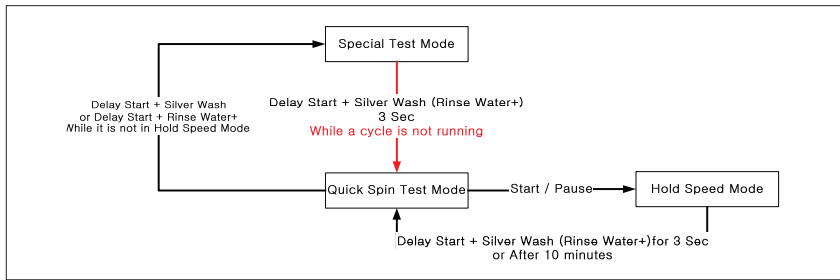 Special Test Mode
Delay Start + Silver Wash
or Delay Start + Rinse Water+
While it is not in Hold Speed Mode
Delay Start + Silver Wash (Rinse Water+)
3 Sec
While a cycle is not running
Quick Spin Test Mode
Start / Pause
Hold Speed Mode
Delay Start + Silver Wash (Rinse Water+)for 3 Sec
or After 10 minutes